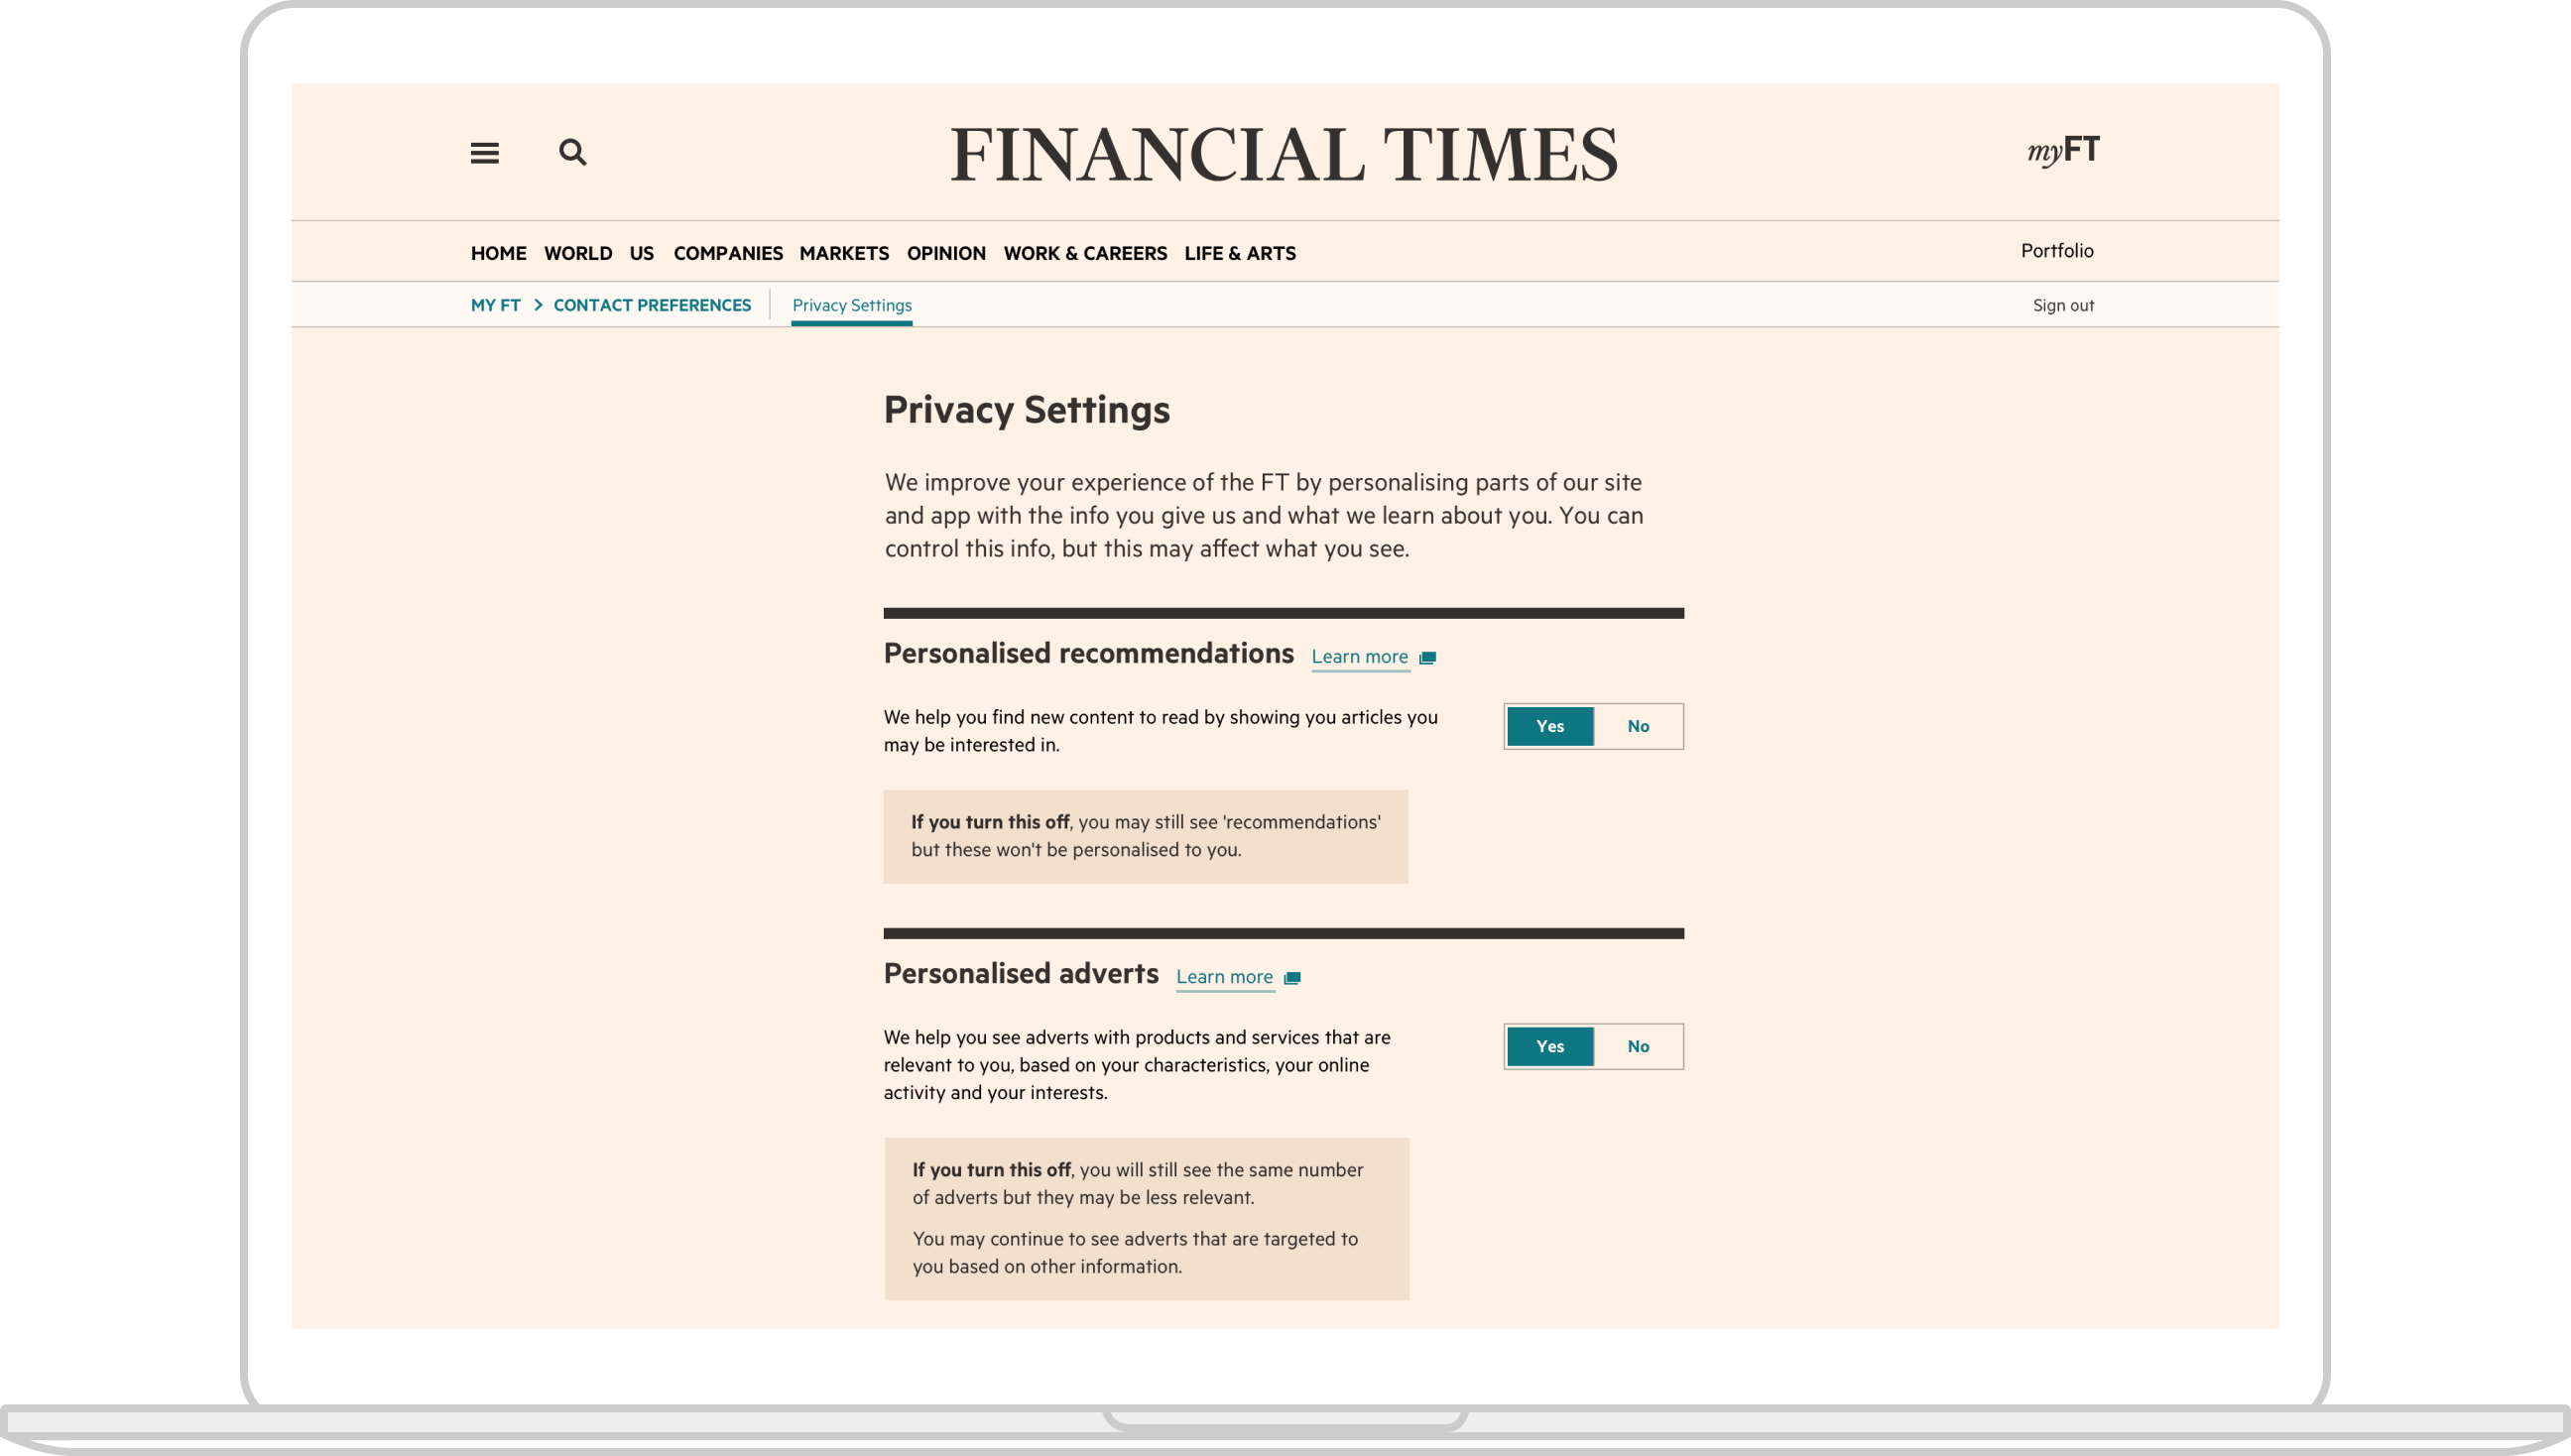 FINANCIAL TIMES
myFT
HOME WORLD US COMPANIES MARKETS OPINION WORK & CAREERS LIFE & ARTS
Portfolio
MY FT > CONTACT PREFERENCES Privacy Settings
Sign out
Privacy Settings
We improve your experience of the FT by personalising parts of our site
and app with the info you give us and what we learn about you. You can
control this info, but this may affect what you see.
Personalised recommendations Learn more
We help you find new content to read by showing you articles you
may be interested in.
Yes No
If you turn this off, you may still see 'recommendations'
but these won't be personalised to you.
Personalised adverts Learn more
We help you see adverts with products and services that are
relevant to you, based on your characteristics, your online
activity and your interests.
Yes No
If you turn this off, you will still see the same number
of adverts but they may be less relevant.
You may continue to see adverts that are targeted to
you based on other information.